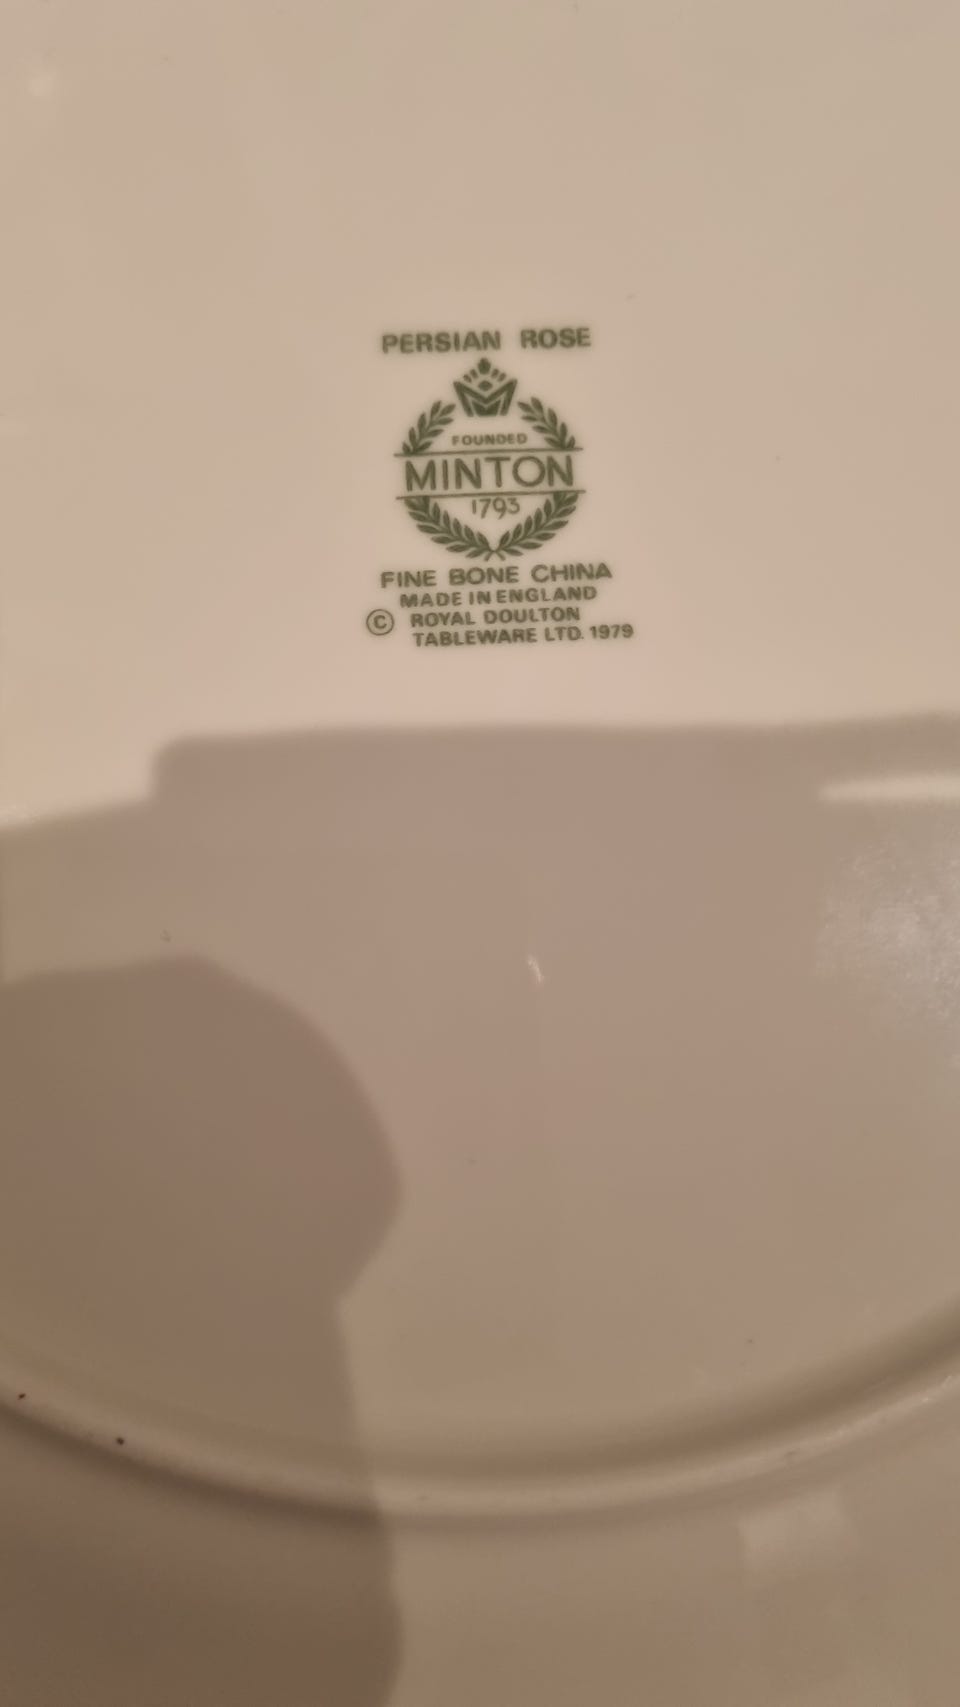 PERSIAN ROSE
FOUNDED
MINTON
1793
FINE BONE CHINA
MADE IN ENGLAND
© ROYAL DOULTON
TABLEWARE LTD. 1979